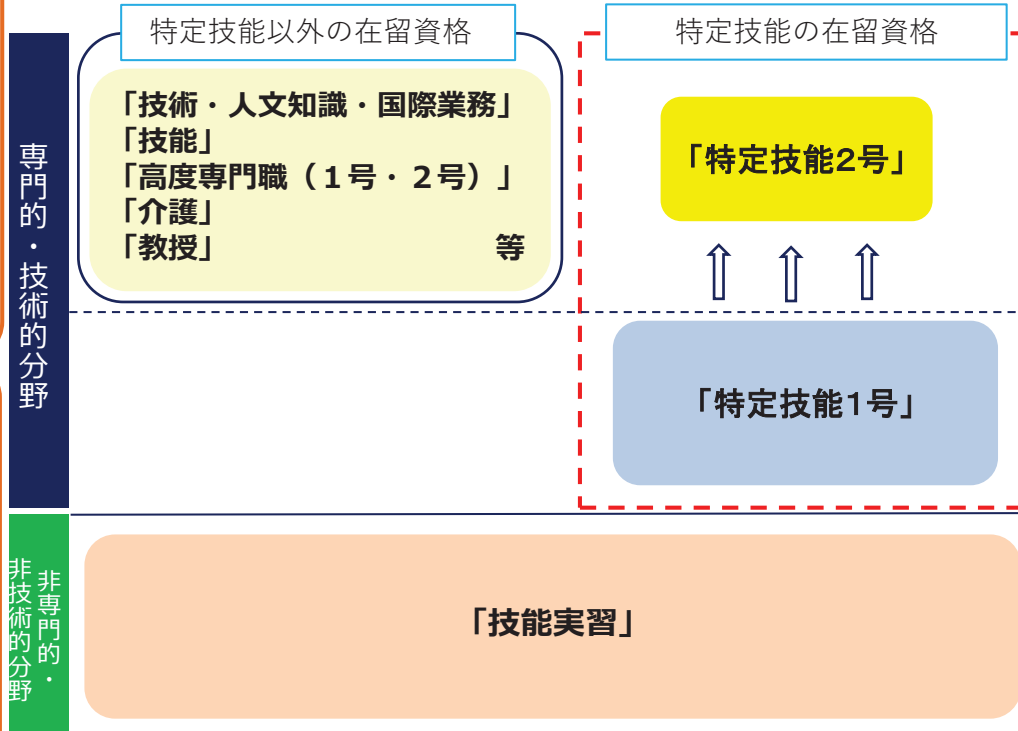 特定技能以外の在留資格
特定技能の在留資格
専門的・技術的分野
「技術・人文知識・国際業務」
「技能」
「高度専門職（１号・２号）」
「介護」
「教授」 等
「特定技能２号」
「特定技能１号」
非専門的・
非技術的分野
「技能実習」